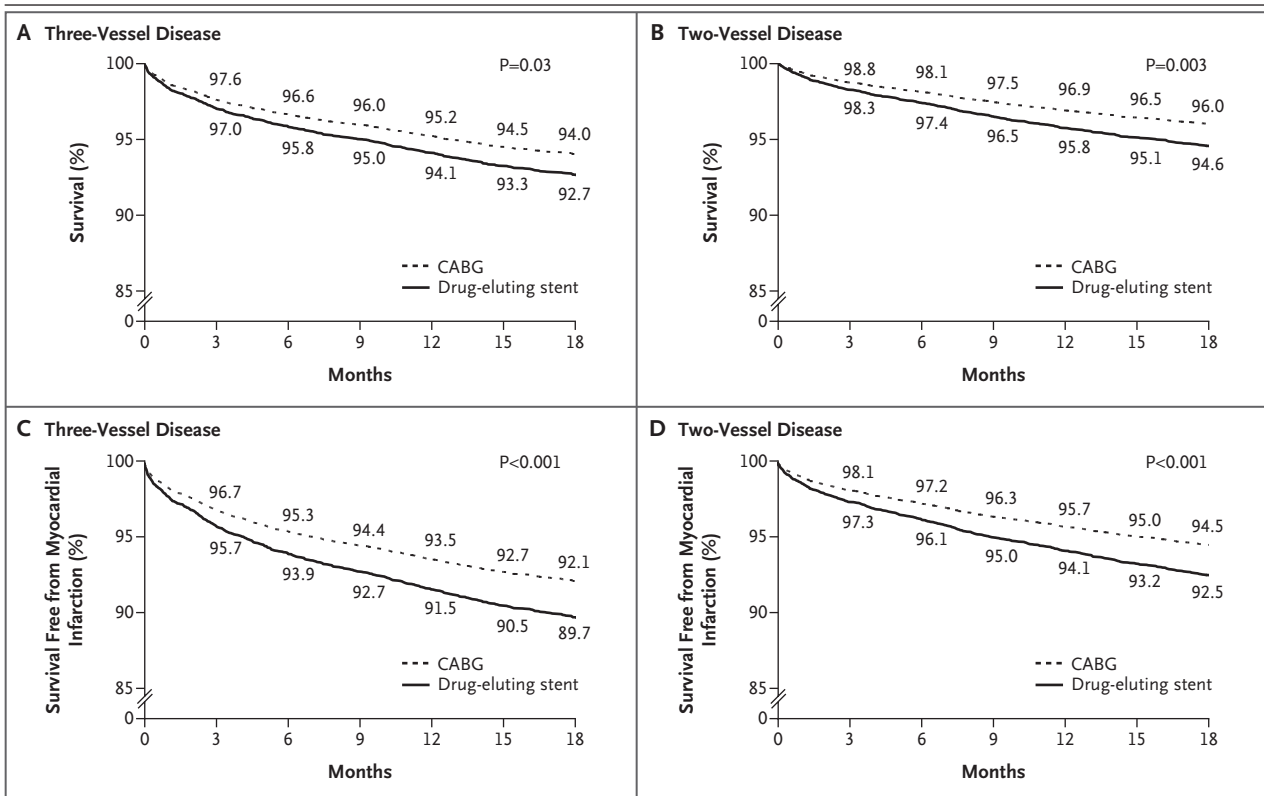 A Three-Vessel Disease
P=0.03
100
95
90
85
0
Survival (%)
97.6
96.6
96.0
95.2
94.5
94.0
97.0
95.8
95.0
94.1
93.3
92.7
CABG
Drug-eluting stent
0 3 6 9 12 15 18
Months
B Two-Vessel Disease
P=0.003
100
95
90
85
0
Survival (%)
98.8
98.1
97.5
96.9
96.5
96.0
98.3
97.4
96.5
95.8
95.1
94.6
CABG
Drug-eluting stent
0 3 6 9 12 15 18
Months
C Three-Vessel Disease
P<0.001
100
95
90
85
0
Survival Free from Myocardial
Infarction (%)
96.7
95.3
94.4
93.5
92.7
92.1
95.7
93.9
92.7
91.5
90.5
89.7
CABG
Drug-eluting stent
0 3 6 9 12 15 18
Months
D Two-Vessel Disease
P<0.001
100
95
90
85
0
Survival Free from Myocardial
Infarction (%)
98.1
97.2
96.3
95.7
95.0
94.5
97.3
96.1
95.0
94.1
93.2
92.5
CABG
Drug-eluting stent
0 3 6 9 12 15 18
Months